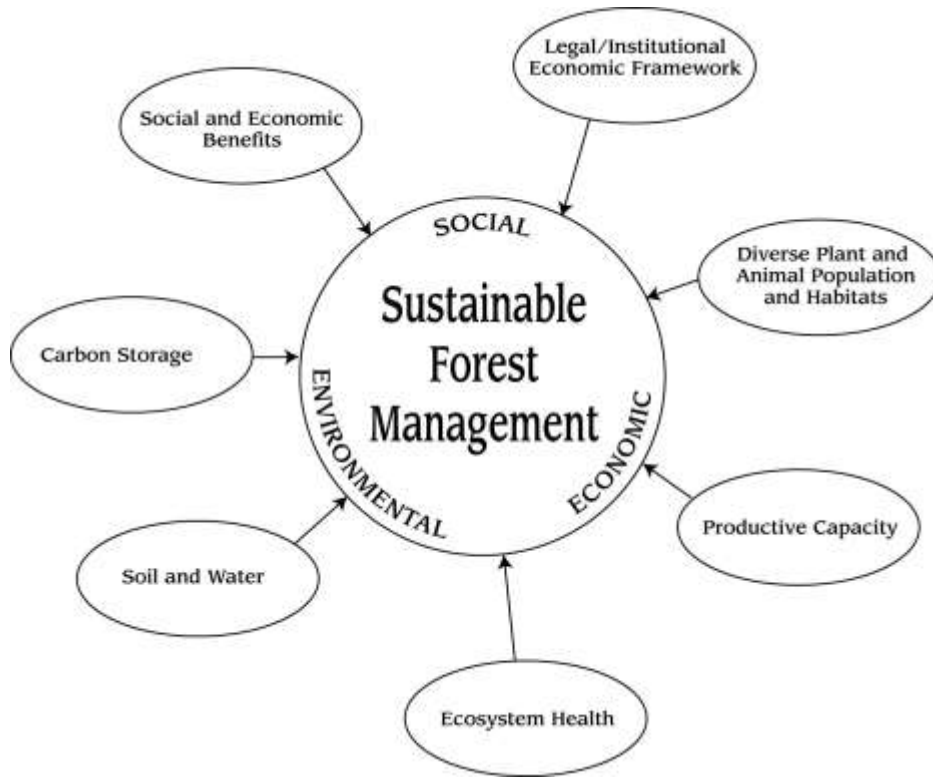 Legal/Institutional
Economic Framework
Social and Economic
Benefits
SOCIAL
Diverse Plant and
Animal Population
and Habitats
Sustainable
Forest
Management
Carbon Storage
ENVIRONMENTAL
ECONOMIC
Productive Capacity
Soil and Water
Ecosystem Health